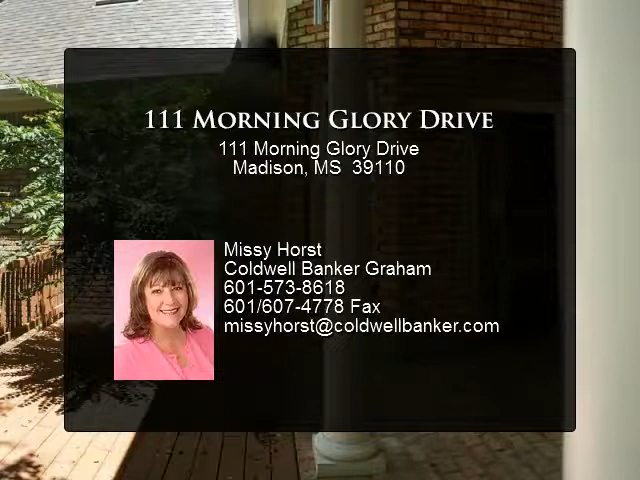 111 Morning Glory Drive
111 Morning Glory Drive
Madison, MS  39110
Missy Horst
Coldwell Banker Graham
601-573-8618
601/607-4778 Fax
missyhorst@coldwellbanker.com